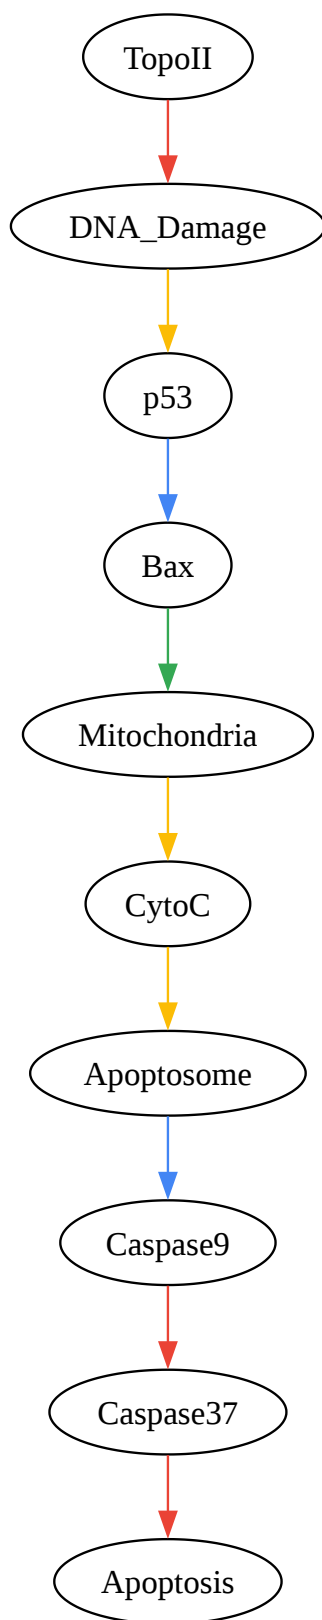 TopoII
DNA_Damage
p53
Bax
Mitochondria
CytoC
Apoptosome
Caspase9
Caspase37
Apoptosis